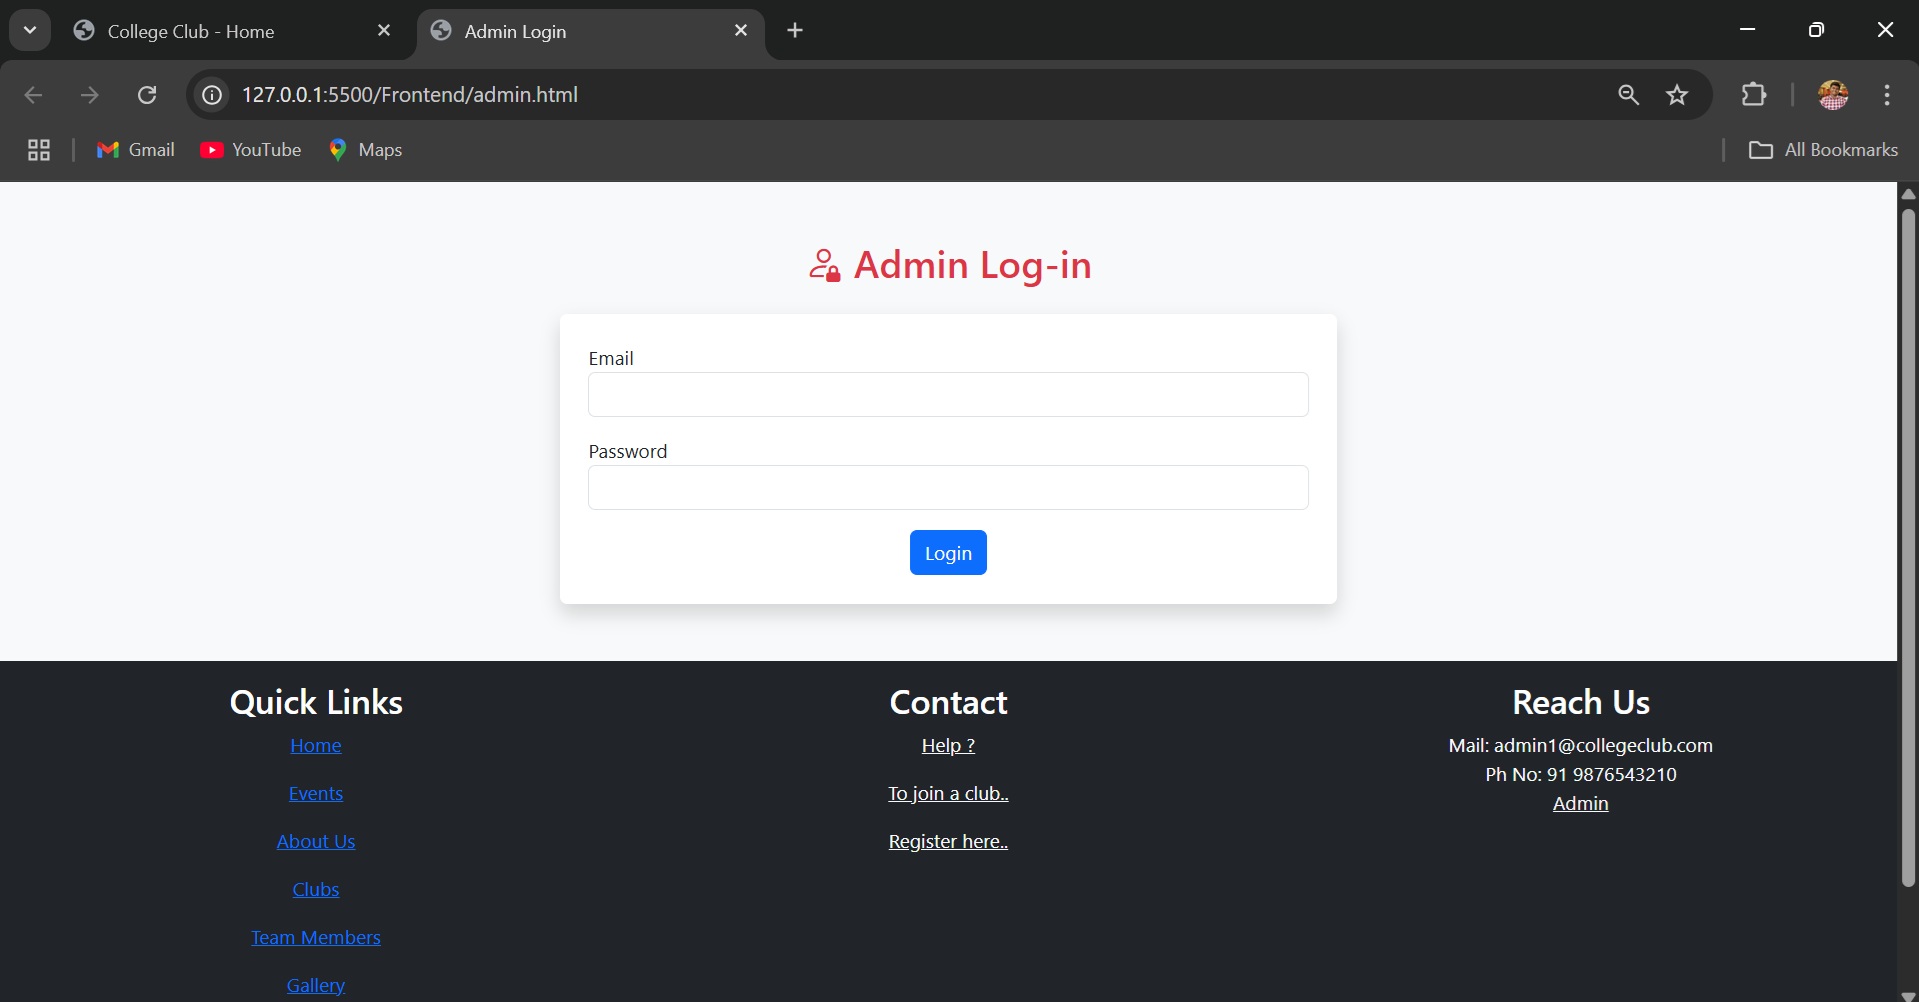 College Club - Home
Admin Login
127.0.0.1:5500/Frontend/admin.html
Gmail
YouTube
Maps
All Bookmarks
Admin Log-in
Email
Password
Login
Quick Links
Home
Events
About Us
Clubs
Team Members
Gallery
Contact
Help ?
To join a club..
Register here..
Reach Us
Mail: admin1@collegeclub.com
Ph No: 91 9876543210
Admin